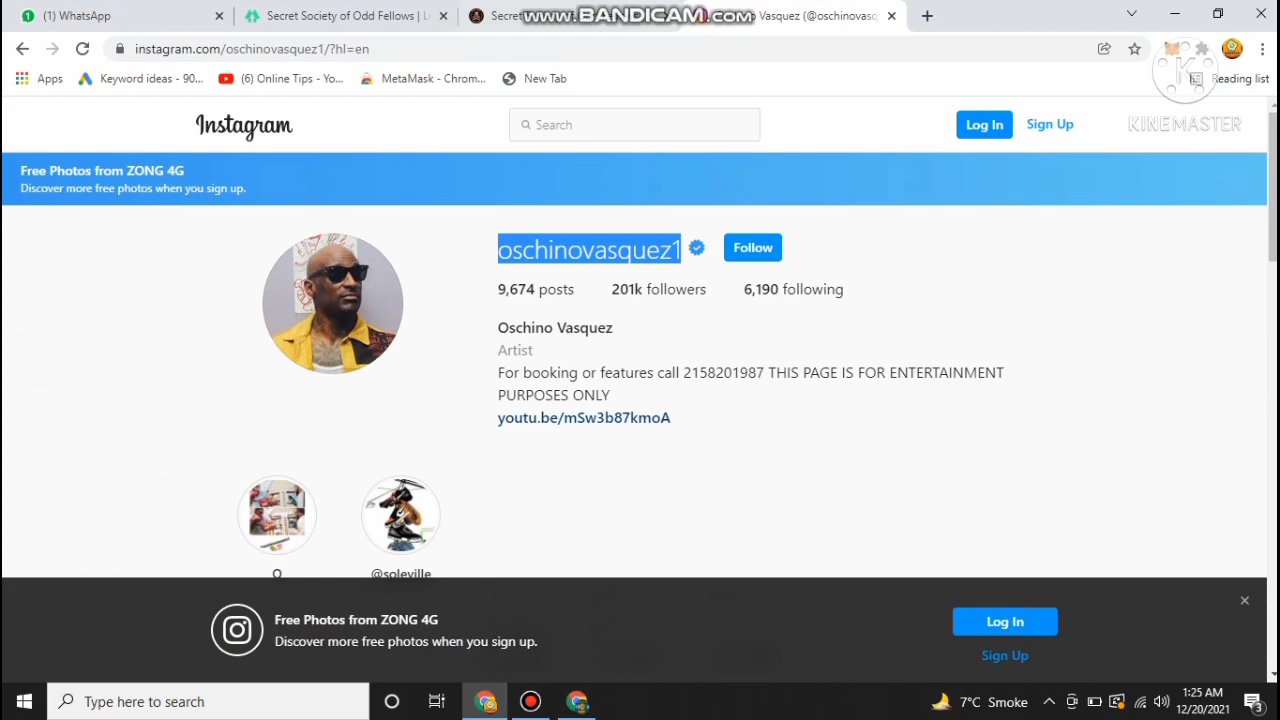 (1) WhatsApp
Secret Society of Odd Fellows | Li
Secret
www.BANDICAM.com
Vasquez (@oschinovasq
instagram.com/oschinovasquez1/?hl=en
Apps
Keyword ideas - 90...
(6) Online Tips - Yo...
MetaMask - Chrom...
New Tab
Reading list
K
KINEMASTER
Instagram
Search
Log In
Sign Up
Free Photos from ZONG 4G
Discover more free photos when you sign up.
oschinovasquez1
Follow
9,674 posts
201k followers
6,190 following
Oschino Vasquez
Artist
For booking or features call 2158201987 THIS PAGE IS FOR ENTERTAINMENT
PURPOSES ONLY
youtu.be/mSw3b87kmoA
O
@soleville
Free Photos from ZONG 4G
Discover more free photos when you sign up.
Log In
Sign Up
Type here to search
7°C Smoke
1:25 AM
12/20/2021
3